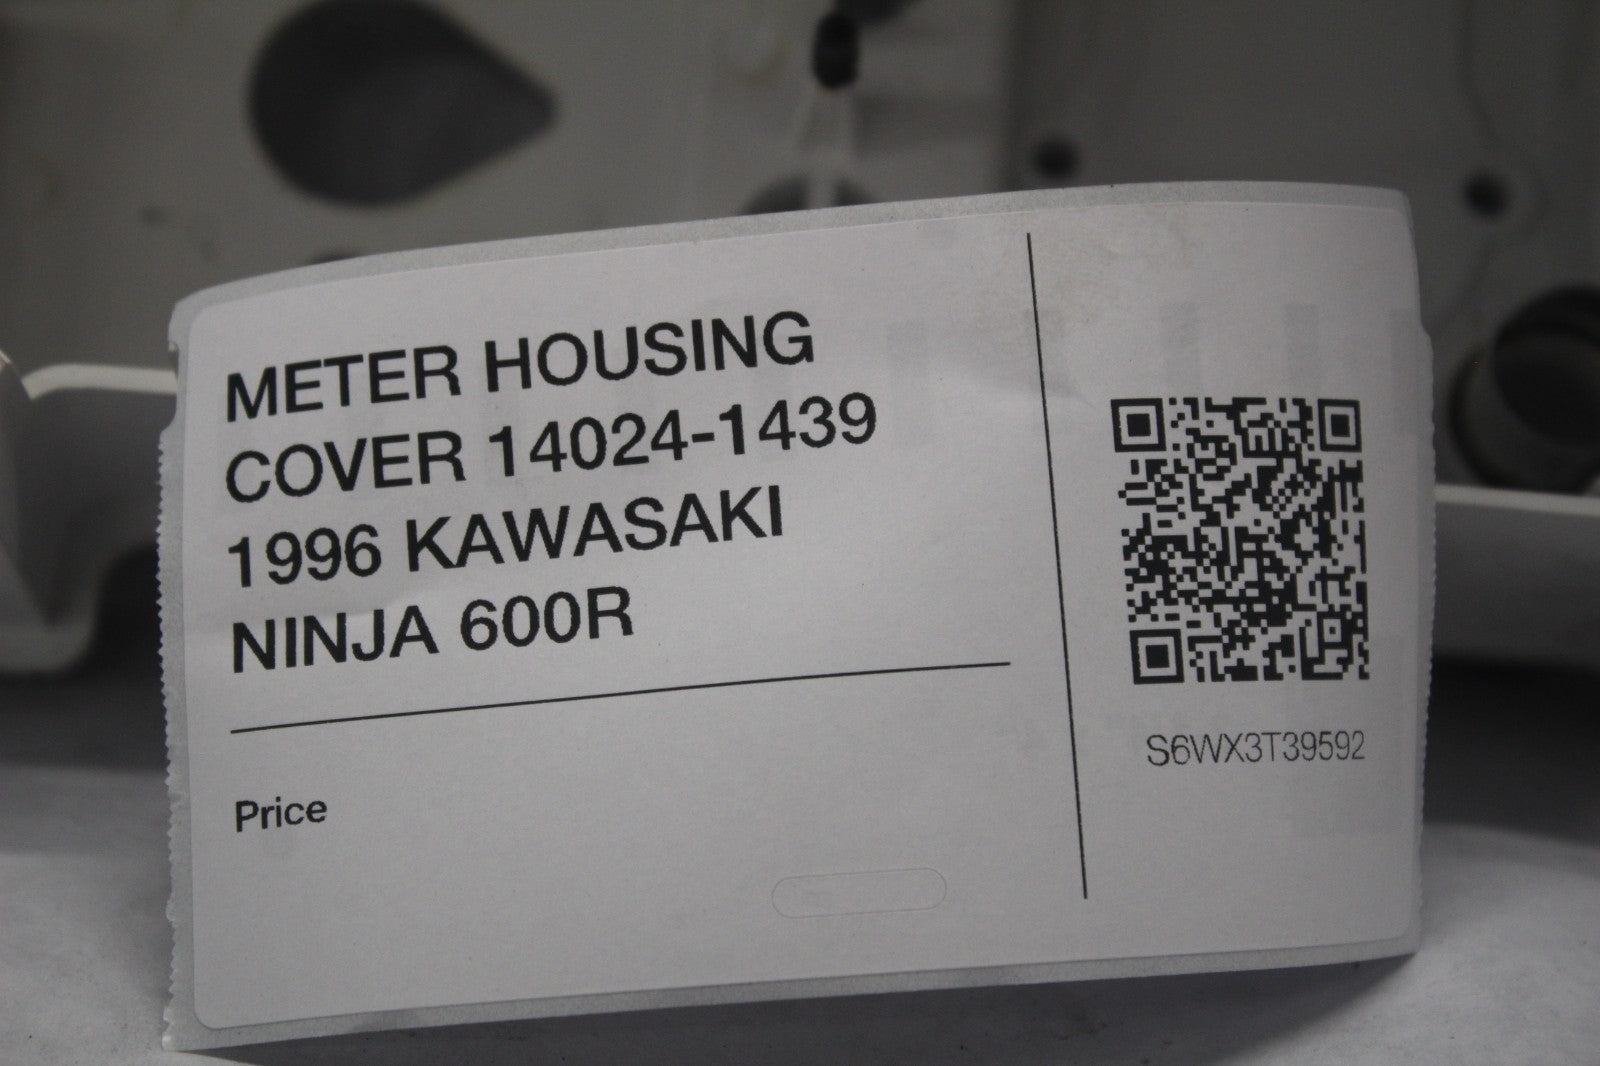 METER HOUSING
COVER 14024-1439
1996 KAWASAKI
NINJA 600R
Price
S6WX3T39592